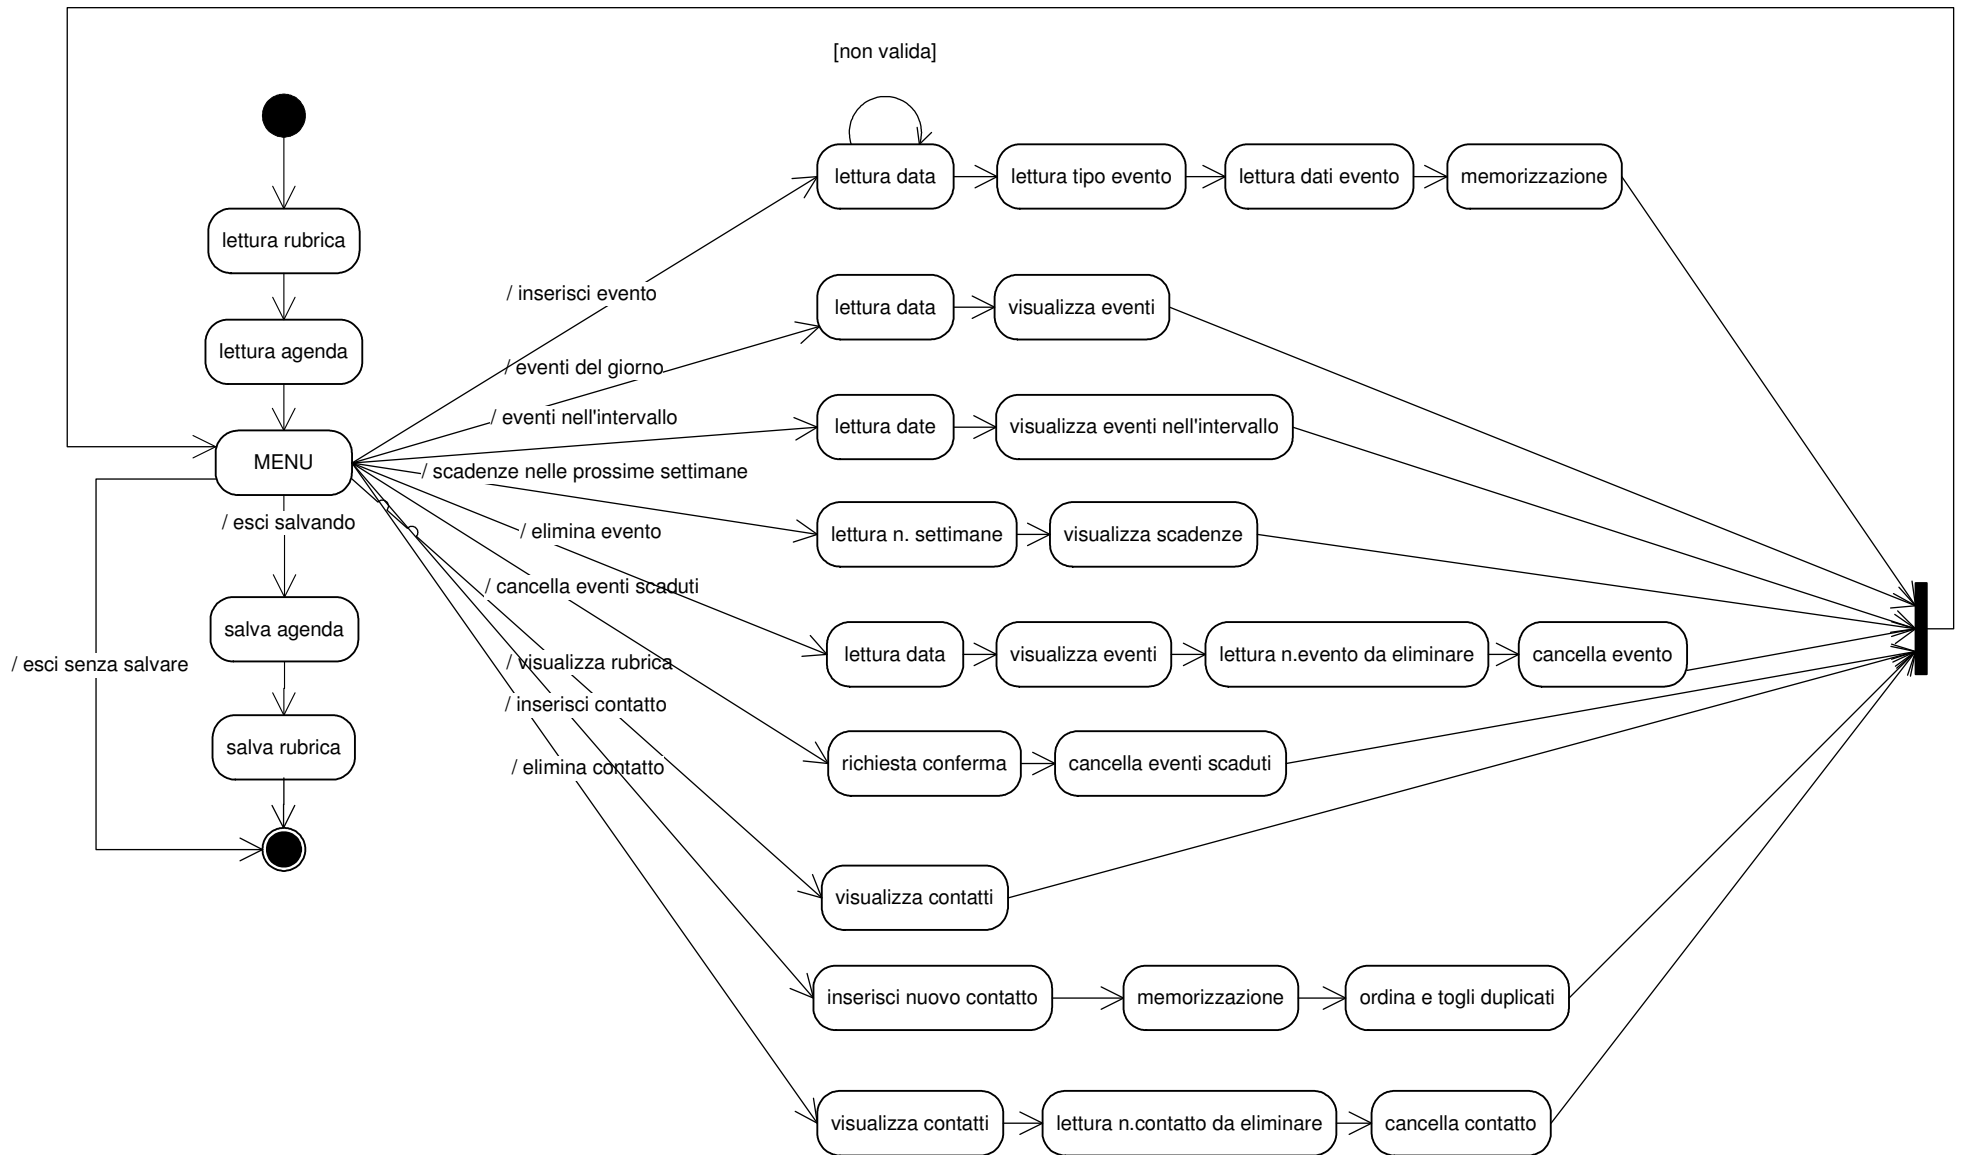 [non valida]
lettura data
lettura tipo evento
lettura dati evento
memorizzazione
lettura rubrica
/ inserisci evento
lettura data
visualizza eventi
lettura agenda
/ eventi del giorno
/ eventi nell'intervallo
lettura date
visualizza eventi nell'intervallo
MENU
/ scadenze nelle prossime settimane
/ esci salvando
/ elimina evento
lettura n. settimane
visualizza scadenze
/ cancella eventi scaduti
salva agenda
/ esci senza salvare
/ visualizza rubrica
lettura data
visualizza eventi
lettura n.evento da eliminare
cancella evento
/ inserisci contatto
salva rubrica
/ elimina contatto
richiesta conferma
cancella eventi scaduti
visualizza contatti
inserisci nuovo contatto
memorizzazione
ordina e togli duplicati
visualizza contatti
lettura n.contatto da eliminare
cancella contatto